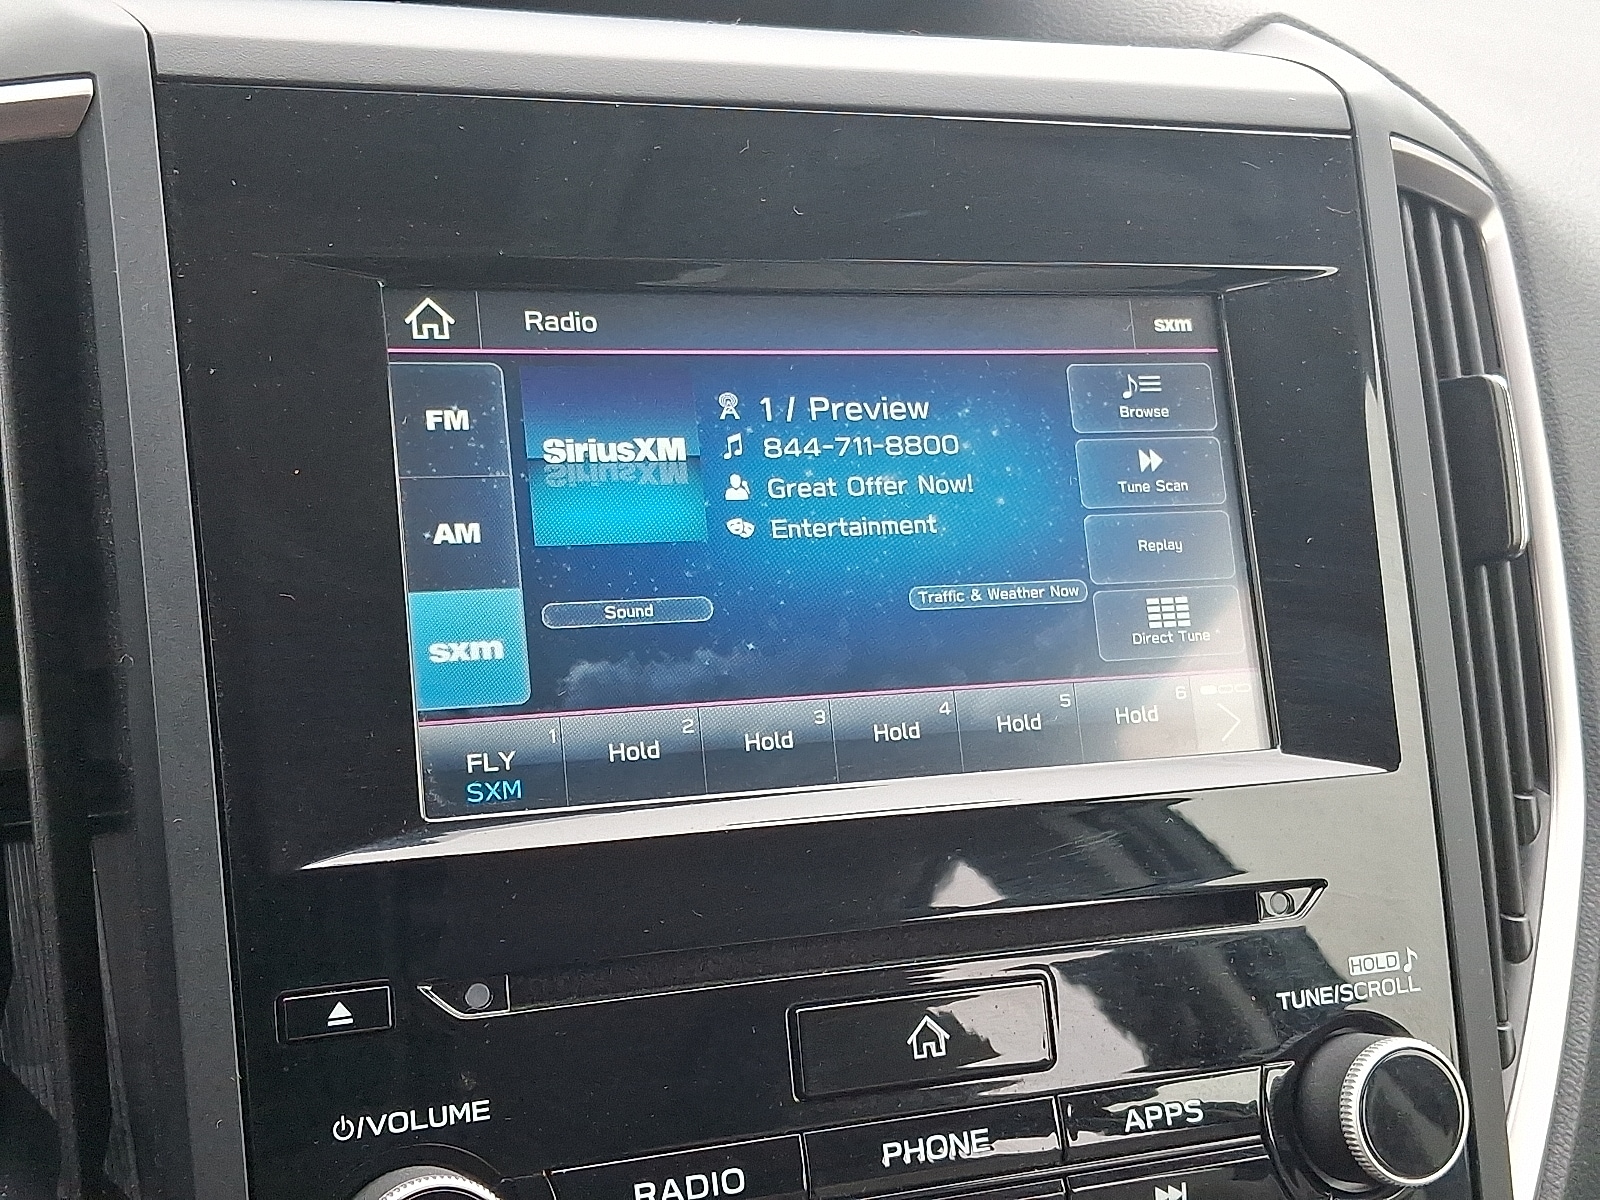 Radio
sxm
FM
AM
sxm
SiriusXM
1 / Preview
844-711-8800
Great Offer Now!
Entertainment
Sound
Traffic & Weather Now
Browse
Tune Scan
Replay
Direct Tune
1
FLY
SXM
2
Hold
3
Hold
4
Hold
5
Hold
6
Hold
HOLD
TUNE/SCROLL
/VOLUME
RADIO
PHONE
APPS